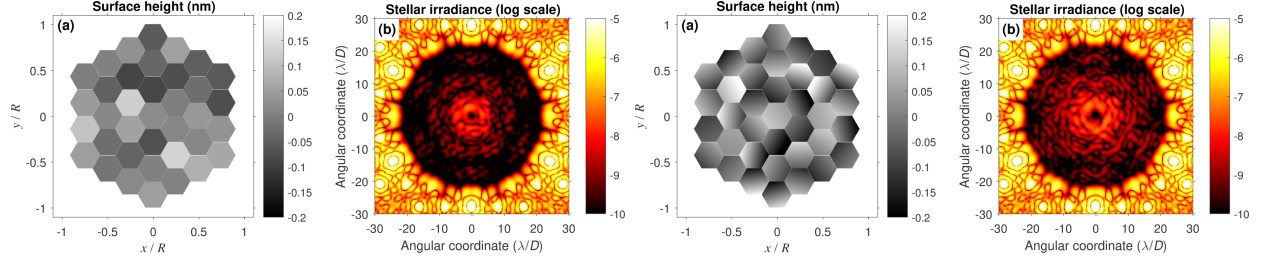 Surface height (nm)
(a)
1
0.5
0
-0.5
-1
y / R
-1 -0.5 0 0.5 1
x / R
0.2
0.15
0.1
0.05
0
-0.05
-0.1
-0.15
-0.2
Stellar irradiance (log scale)
(b)
30
20
10
0
-10
-20
-30
Angular coordinate (λ/D)
-30 -20 -10 0 10 20 30
Angular coordinate (λ/D)
-5
-6
-7
-8
-9
-10
Surface height (nm)
(a)
1
0.5
0
-0.5
-1
y / R
-1 -0.5 0 0.5 1
x / R
0.2
0.15
0.1
0.05
0
-0.05
-0.1
-0.15
-0.2
Stellar irradiance (log scale)
(b)
30
20
10
0
-10
-20
-30
Angular coordinate (λ/D)
-30 -20 -10 0 10 20 30
Angular coordinate (λ/D)
-5
-6
-7
-8
-9
-10